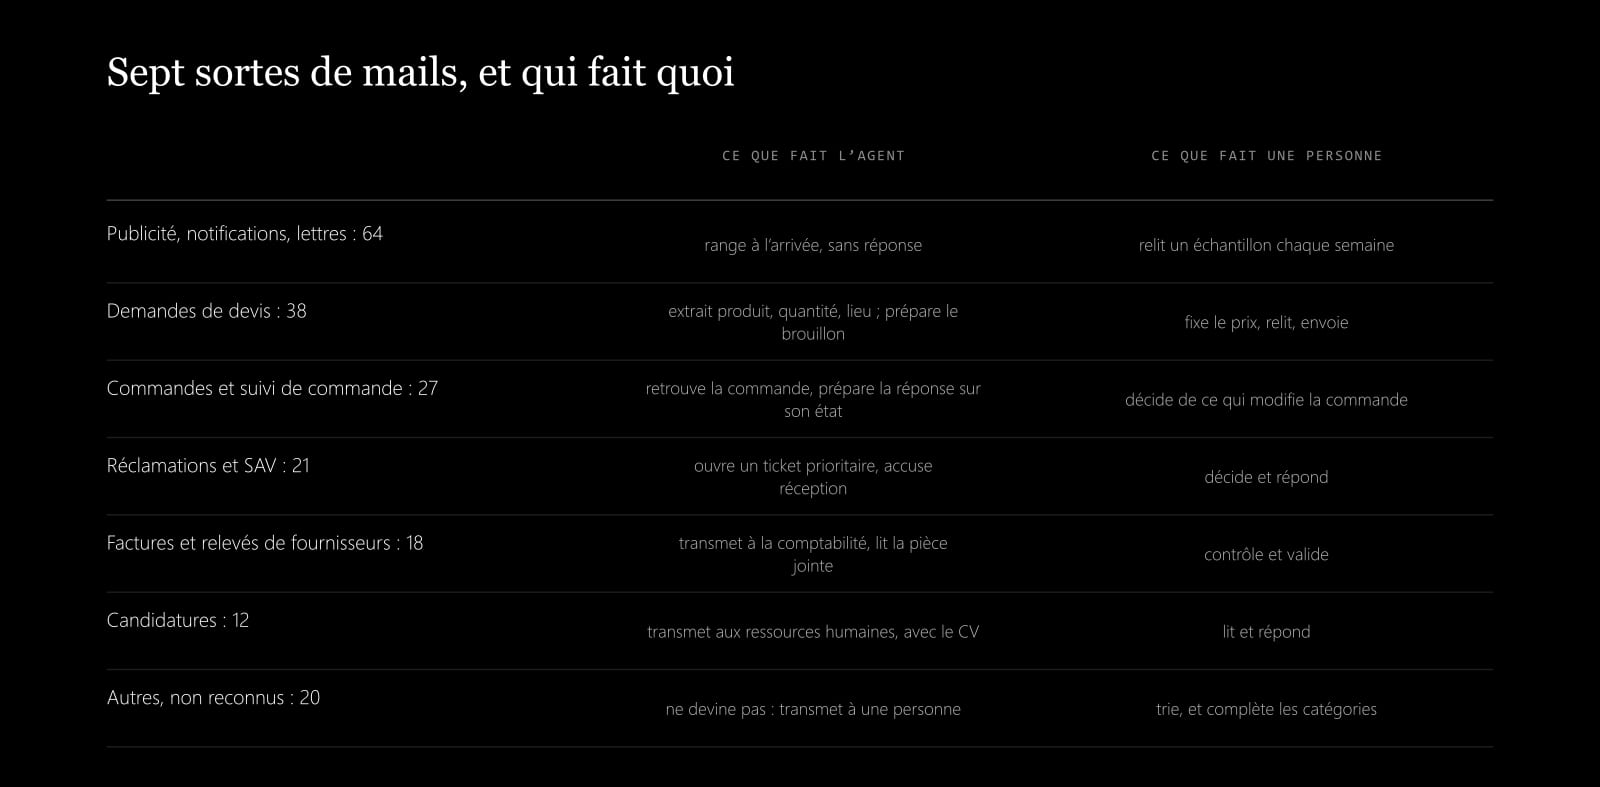 Sept sortes de mails, et qui fait quoi
CE QUE FAIT L’AGENT
CE QUE FAIT UNE PERSONNE
Publicité, notifications, lettres : 64
range à l’arrivée, sans réponse
relit un échantillon chaque semaine
Demandes de devis : 38
extrait produit, quantité, lieu ; prépare le
brouillon
fixe le prix, relit, envoie
Commandes et suivi de commande : 27
retrouve la commande, prépare la réponse sur
son état
décide de ce qui modifie la commande
Réclamations et SAV : 21
ouvre un ticket prioritaire, accuse
réception
décide et répond
Factures et relevés de fournisseurs : 18
transmet à la comptabilité, lit la pièce
jointe
contrôle et valide
Candidatures : 12
transmet aux ressources humaines, avec le CV
lit et répond
Autres, non reconnus : 20
ne devine pas : transmet à une personne
trie, et complète les catégories